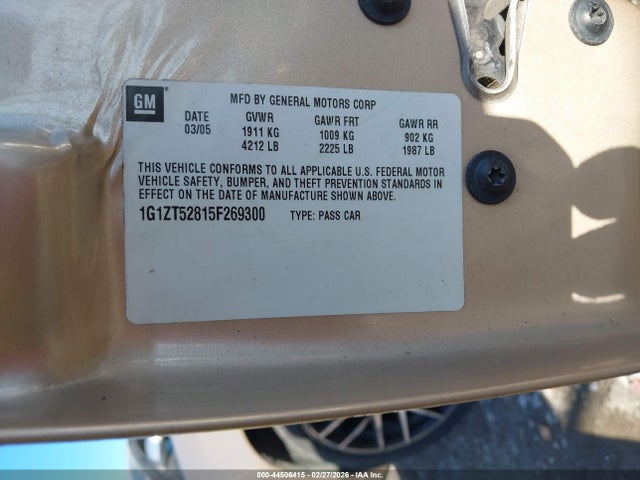 GM
MFD BY GENERAL MOTORS CORP
DATE GVWR GAWR FRT GAWR RR
03/05 1911 KG 1009 KG 902 KG
4212 LB 2225 LB 1987 LB
THIS VEHICLE CONFORMS TO ALL APPLICABLE U.S. FEDERAL MOTOR
VEHICLE SAFETY, BUMPER, AND THEFT PREVENTION STANDARDS IN
EFFECT ON THE DATE OF MANUFACTURE SHOWN ABOVE.
1G1ZT52815F269300 TYPE: PASS CAR
000-44506415 - 02/27/2026 - IAA Inc.